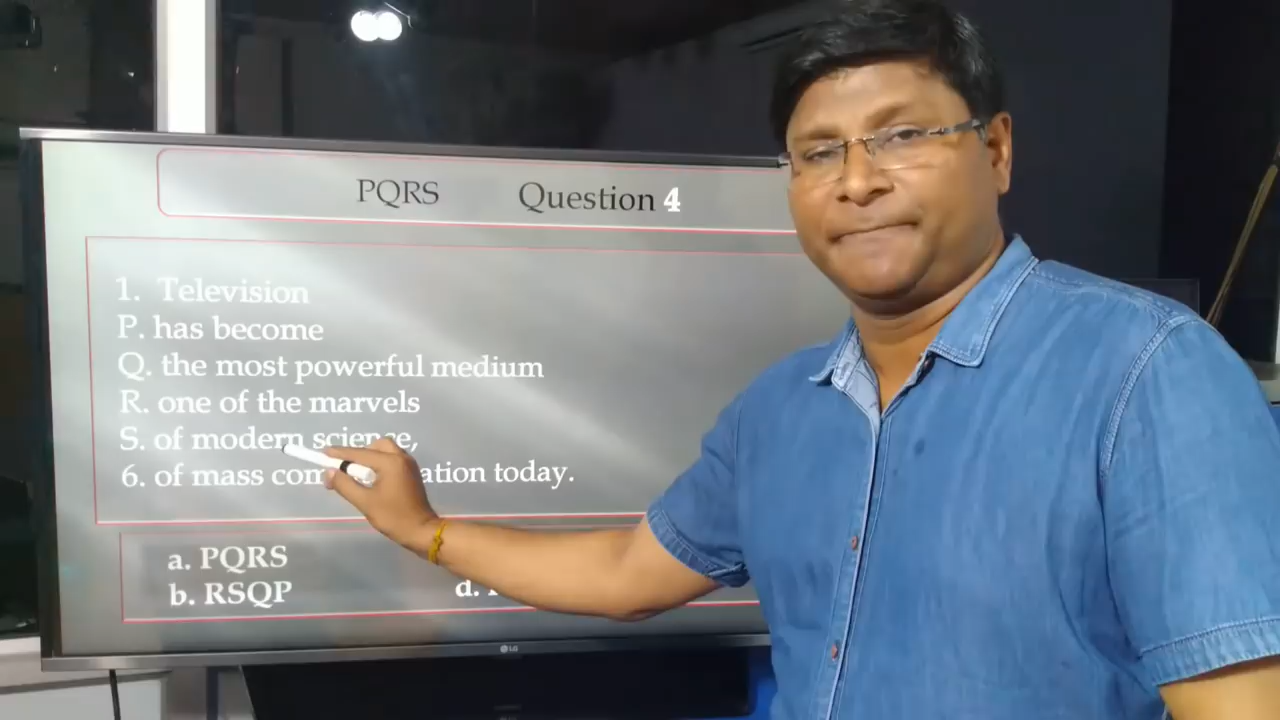 PQRS Question 4
1. Television
P. has become
Q. the most powerful medium
R. one of the marvels
S. of modern science,
6. of mass ation today.
a. PQRS
b. RSQP d.
LG